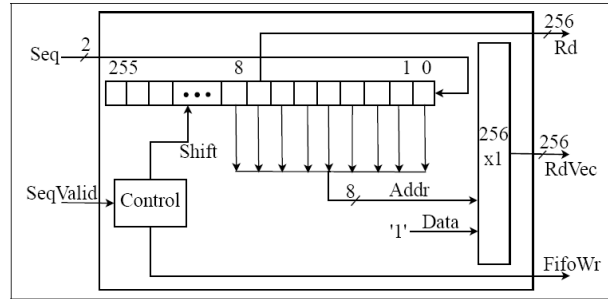 Seq
2
256
Rd
255
8
1 0
•••
Shift
256
x1
256
RdVec
SeqValid
Control
8
Addr
'1'
Data
FifoWr